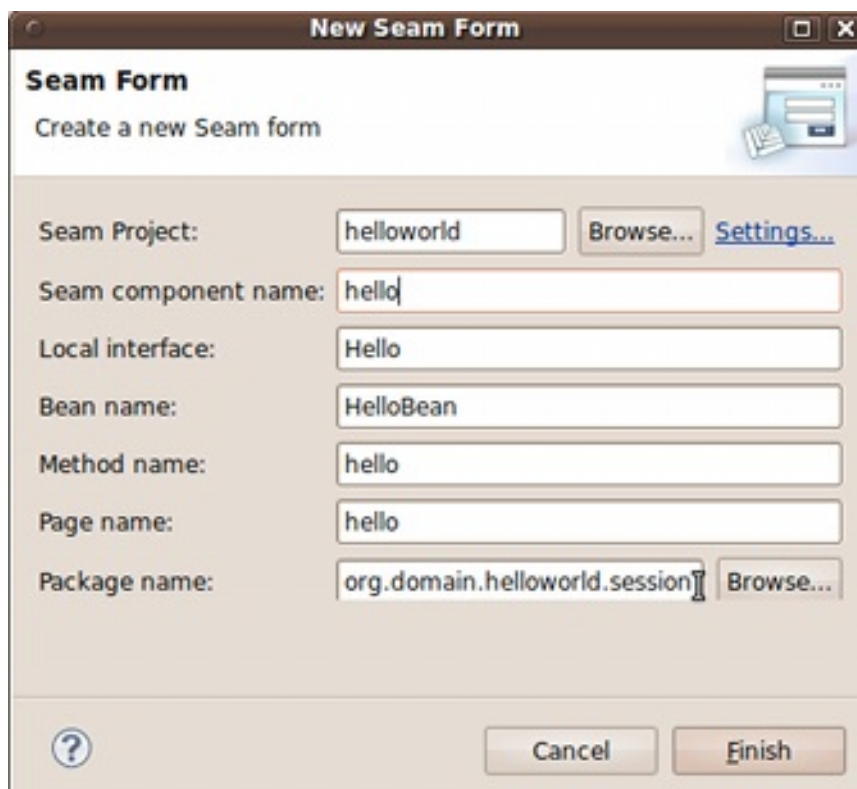 New Seam Form
Seam Form
Create a new Seam form
Seam Project: helloworld Browse... Settings...
Seam component name: hello
Local interface: Hello
Bean name: HelloBean
Method name: hello
Page name: hello
Package name: org.domain.helloworld.session Browse...
? Cancel Finish